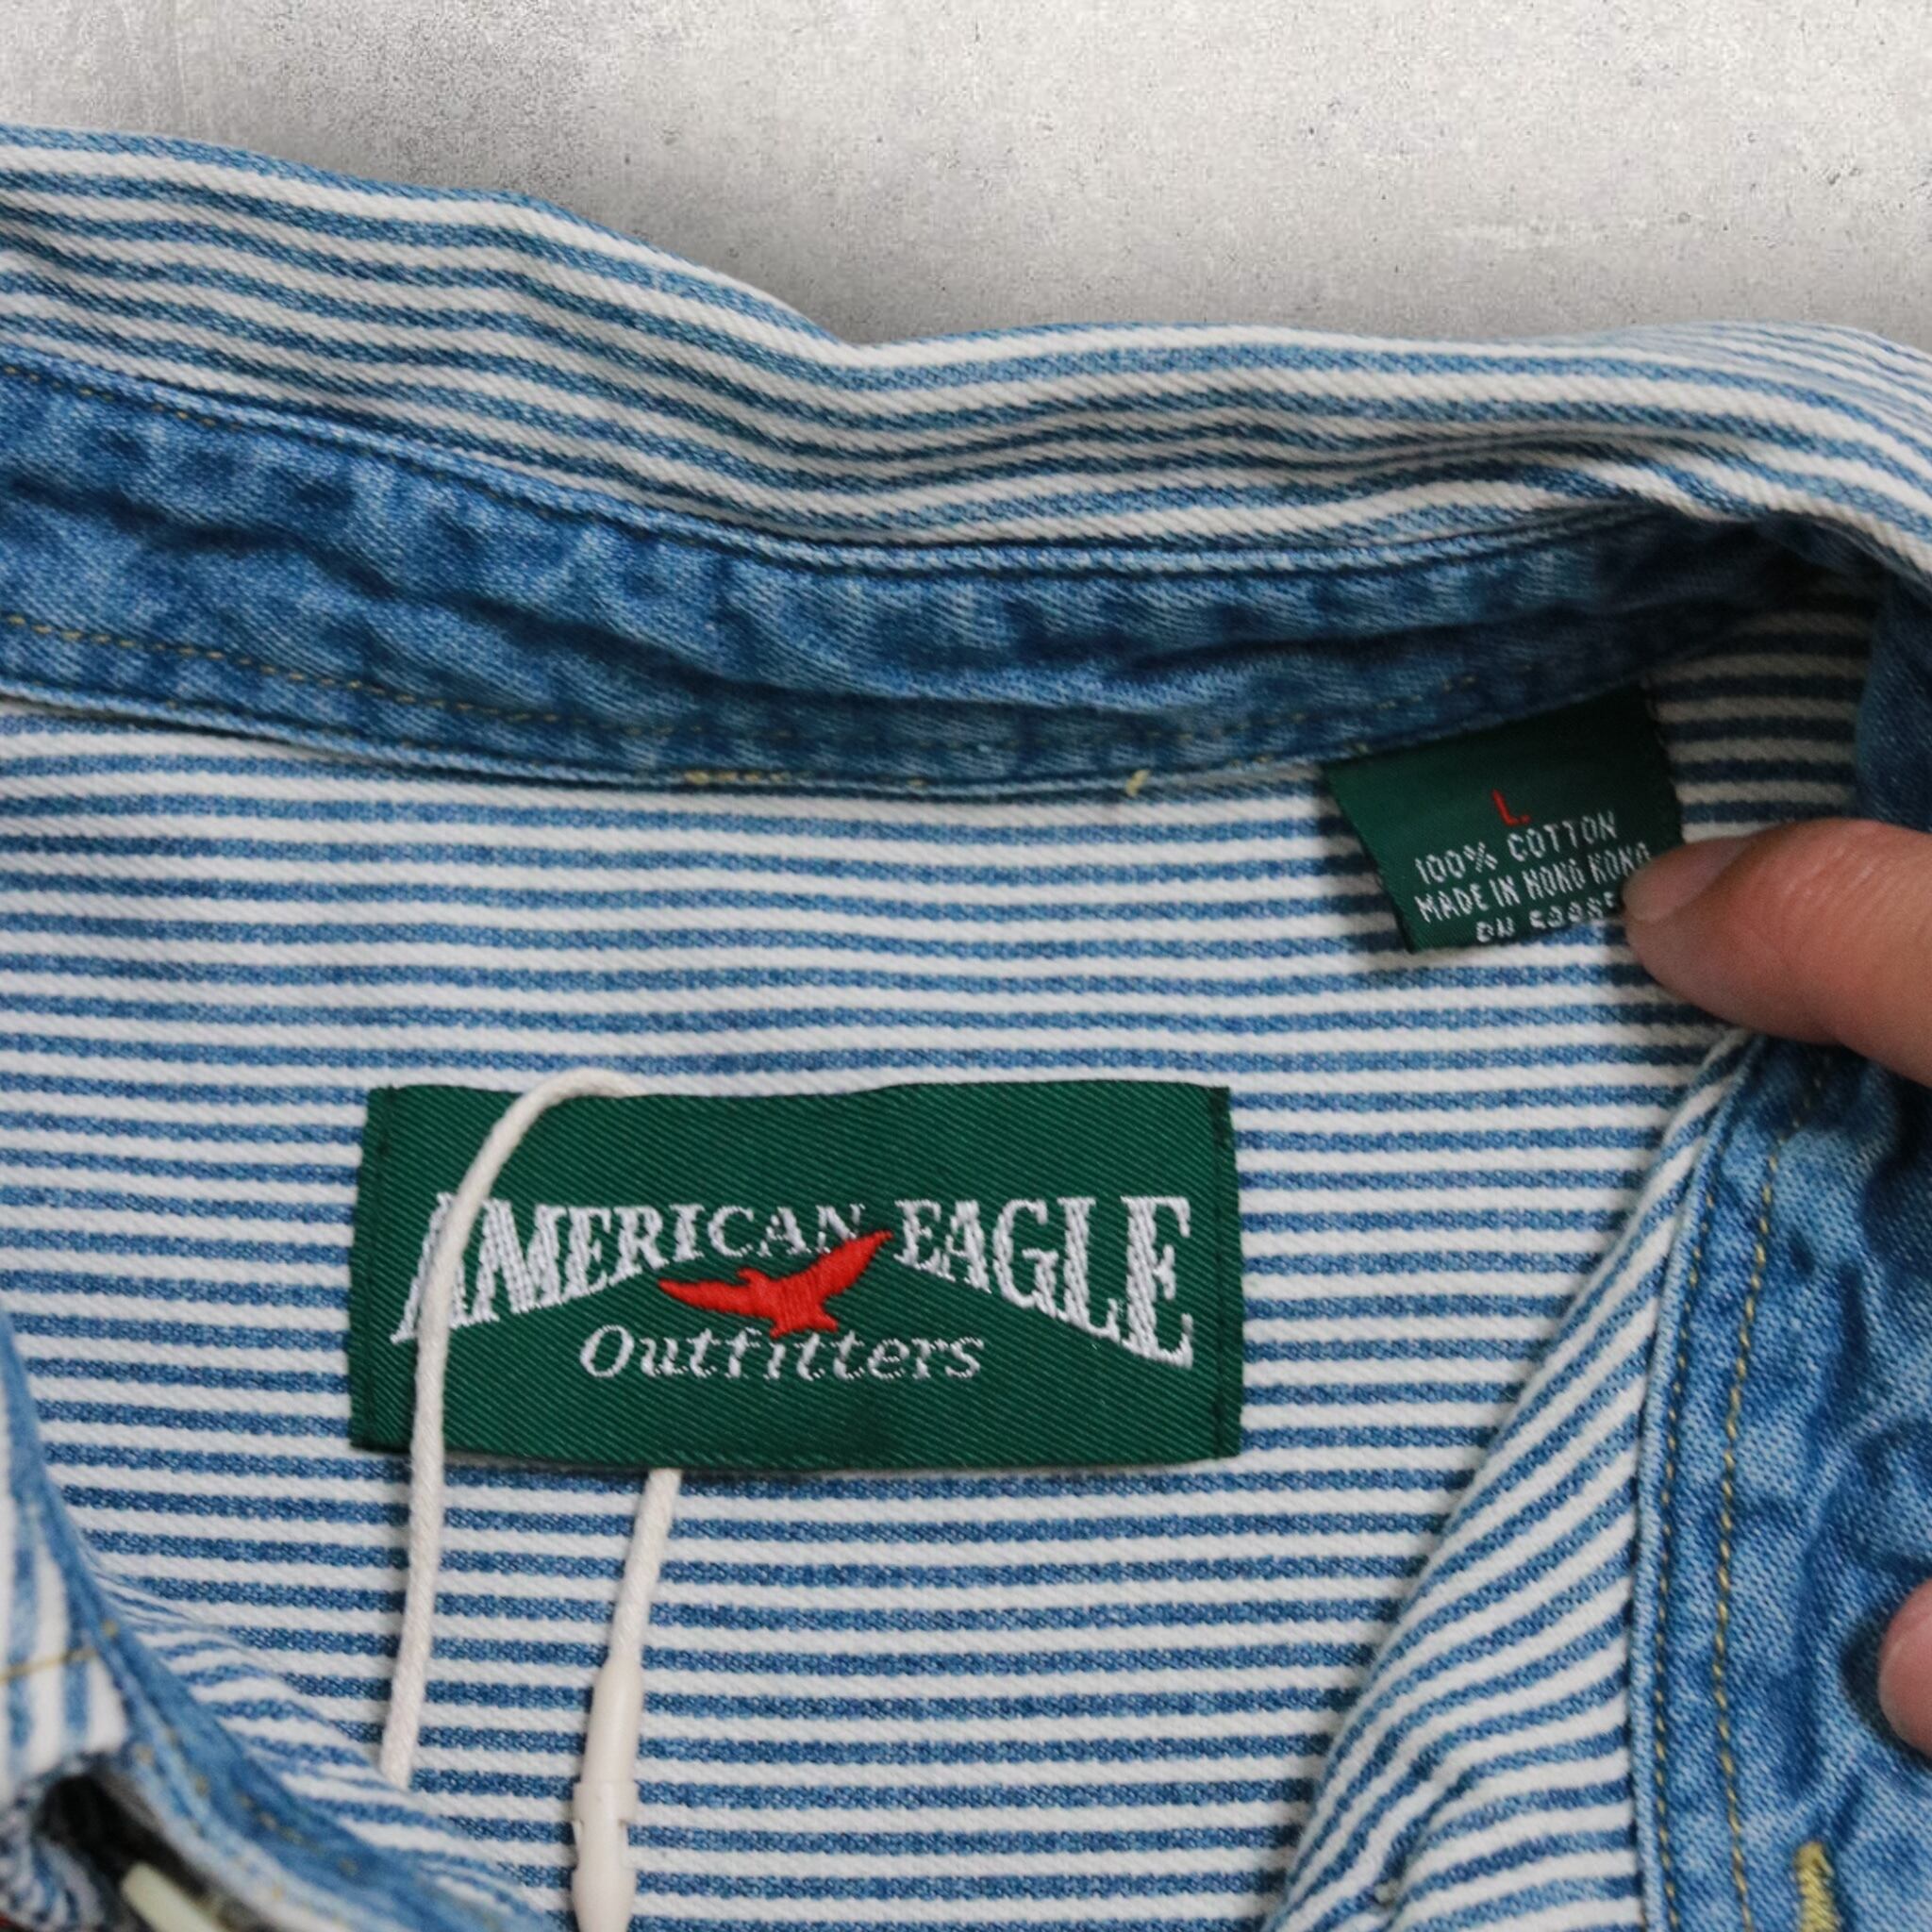 L.
100% COTTON
MADE IN HONG KONG
AMERICAN EAGLE
Outfitters